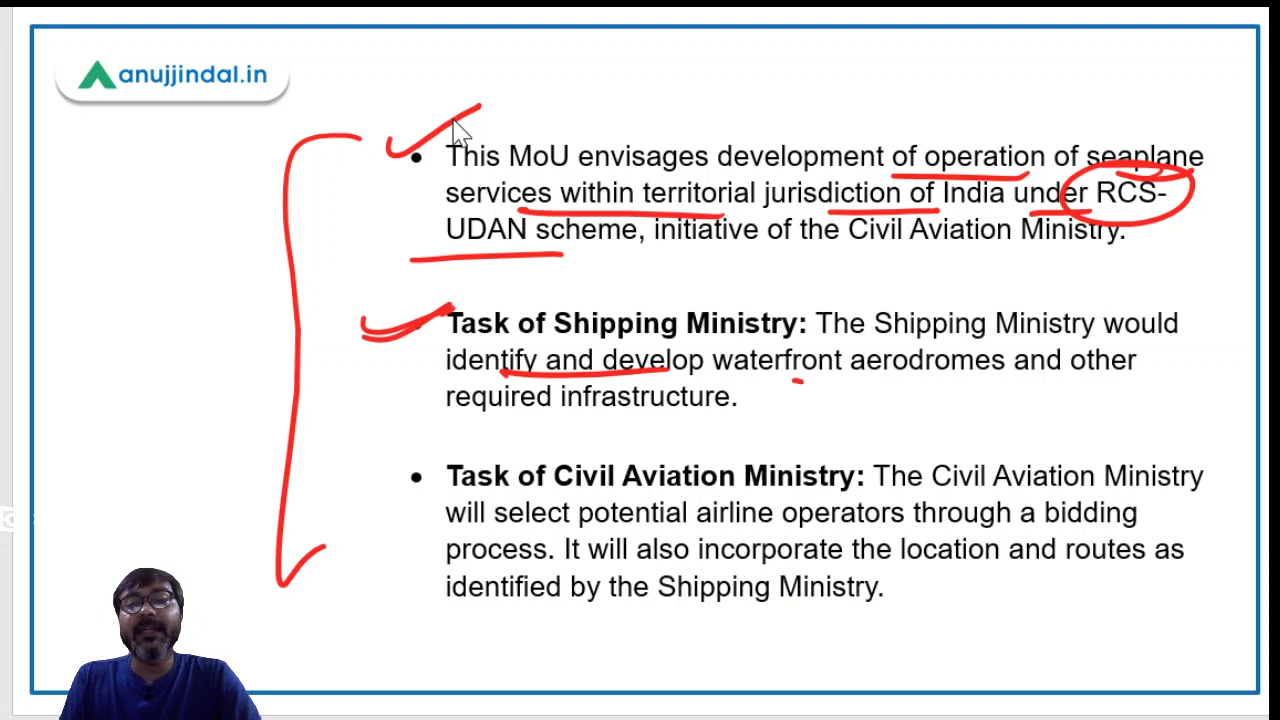 anujjindal.in
• This MoU envisages development of operation of seaplane
services within territorial jurisdiction of India under RCS-
UDAN scheme, initiative of the Civil Aviation Ministry.
Task of Shipping Ministry: The Shipping Ministry would
identify and develop waterfront aerodromes and other
required infrastructure.
• Task of Civil Aviation Ministry: The Civil Aviation Ministry
will select potential airline operators through a bidding
process. It will also incorporate the location and routes as
identified by the Shipping Ministry.